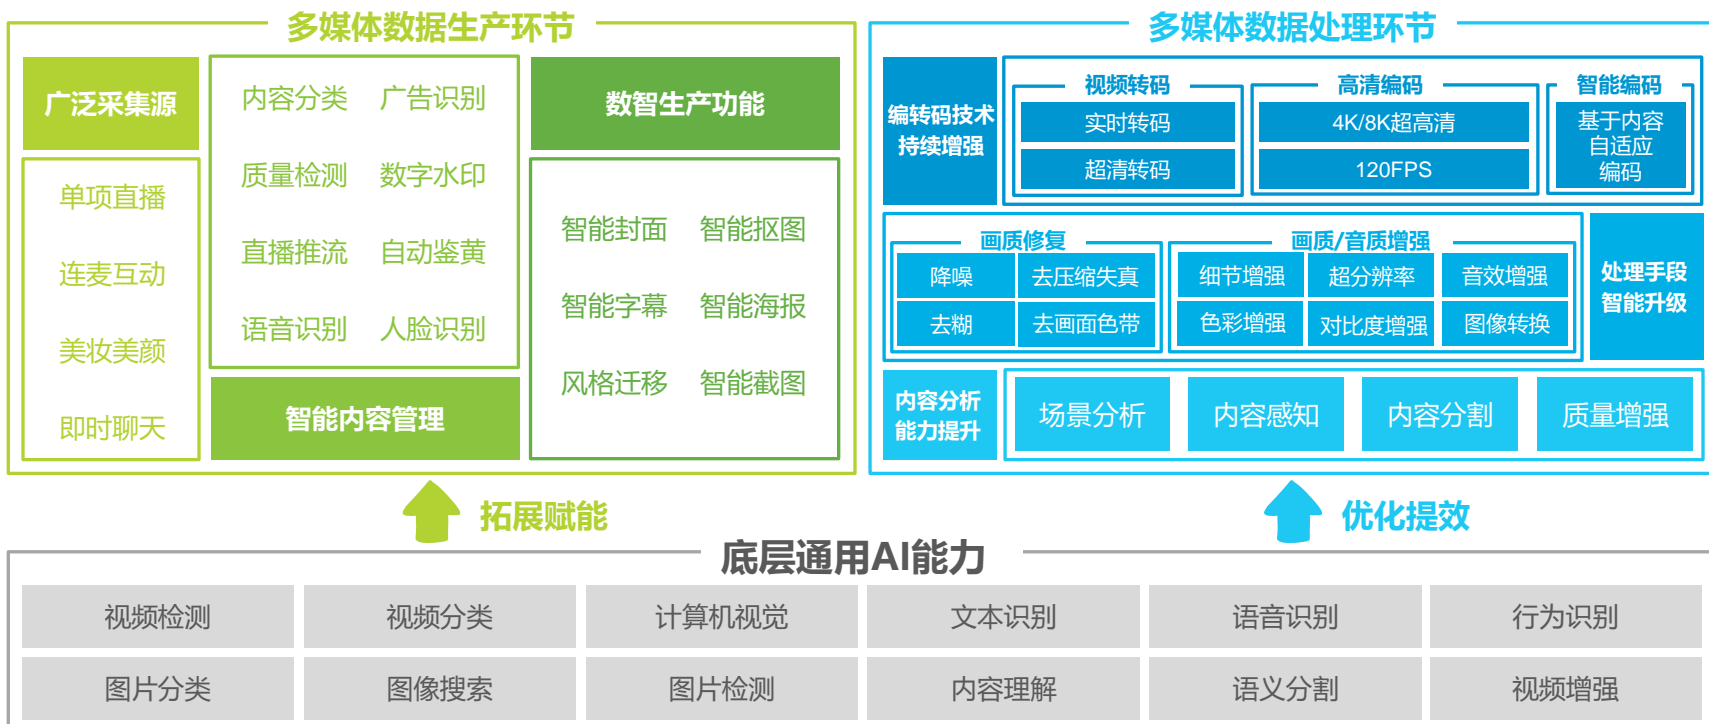 多媒体数据生产环节
广泛采集源
单项直播
连麦互动
美妆美颜
即时聊天
内容分类 广告识别
质量检测 数字水印
直播推流 自动鉴黄
语音识别 人脸识别
智能内容管理
数智生产功能
智能封面 智能抠图
智能字幕 智能海报
风格迁移 智能截图
多媒体数据处理环节
编转码技术
持续增强
视频转码
实时转码
超清转码
高清编码
4K/8K超高清
120FPS
智能编码
基于内容
自适应
编码
画质修复
降噪 去压缩失真
去糊 去画面色带
画质/音质增强
细节增强 超分辨率 音效增强
色彩增强 对比度增强 图像转换
处理手段
智能升级
内容分析
能力提升
场景分析 内容感知 内容分割 质量增强
拓展赋能
优化提效
底层通用AI能力
视频检测 视频分类 计算机视觉 文本识别 语音识别 行为识别
图片分类 图像搜索 图片检测 内容理解 语义分割 视频增强